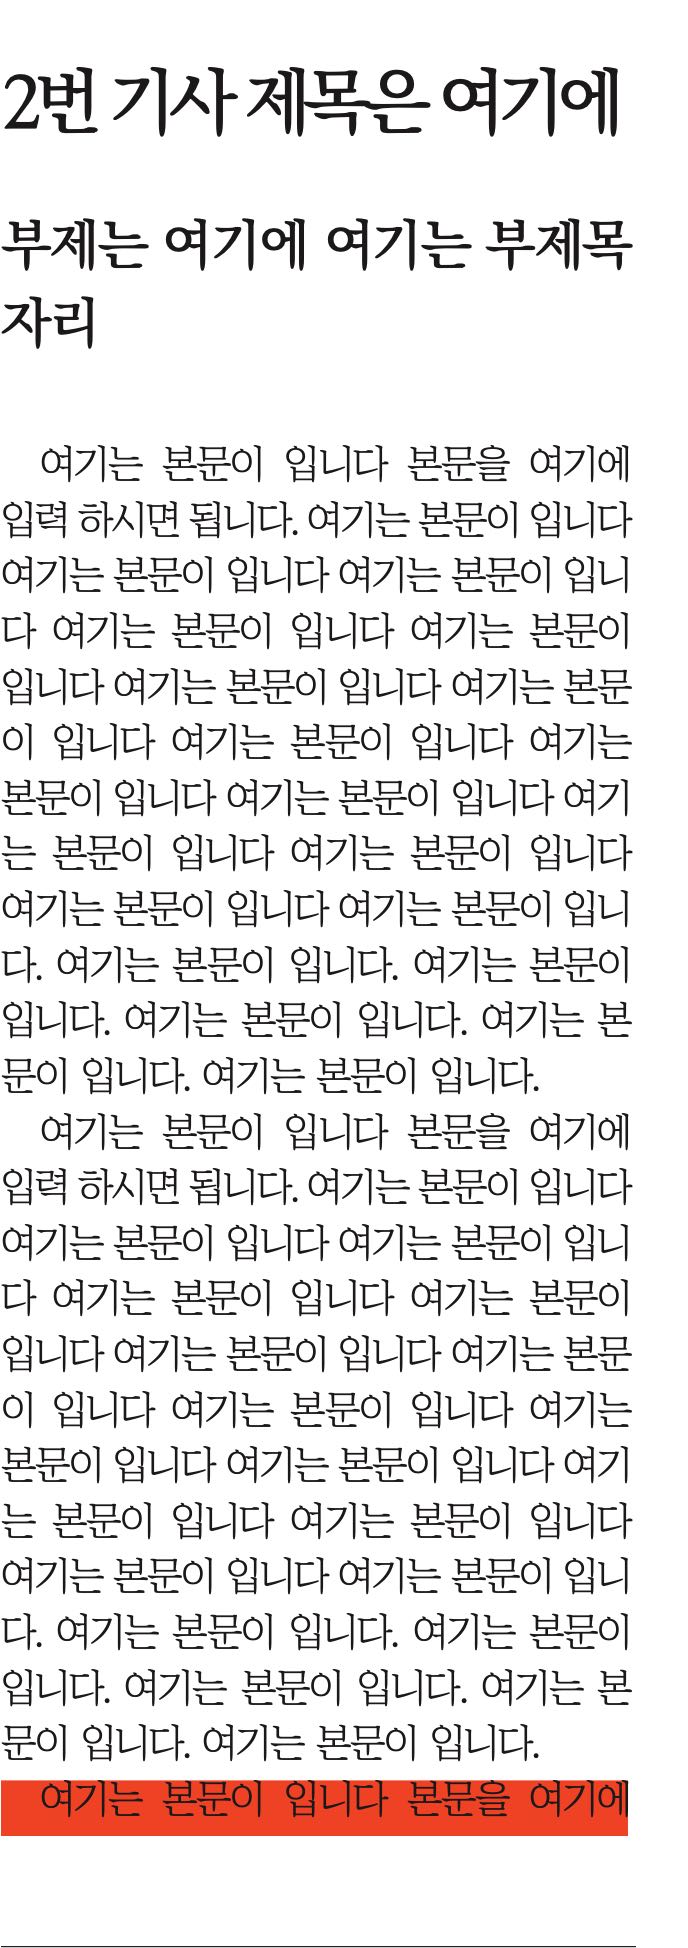 2번 기사 제목은 여기에
부제는 여기에 여기는 부제목
자리
여기는 본문이 입니다 본문을 여기에
입력 하시면 됩니다. 여기는 본문이 입니다
여기는 본문이 입니다 여기는 본문이 입니
다 여기는 본문이 입니다 여기는 본문이
입니다 여기는 본문이 입니다 여기는 본문
이 입니다 여기는 본문이 입니다 여기는
본문이 입니다 여기는 본문이 입니다 여기
는 본문이 입니다 여기는 본문이 입니다
여기는 본문이 입니다 여기는 본문이 입니
다. 여기는 본문이 입니다. 여기는 본문이
입니다. 여기는 본문이 입니다. 여기는 본
문이 입니다. 여기는 본문이 입니다.
여기는 본문이 입니다 본문을 여기에
입력 하시면 됩니다. 여기는 본문이 입니다
여기는 본문이 입니다 여기는 본문이 입니
다 여기는 본문이 입니다 여기는 본문이
입니다 여기는 본문이 입니다 여기는 본문
이 입니다 여기는 본문이 입니다 여기는
본문이 입니다 여기는 본문이 입니다 여기
는 본문이 입니다 여기는 본문이 입니다
여기는 본문이 입니다 여기는 본문이 입니
다. 여기는 본문이 입니다. 여기는 본문이
입니다. 여기는 본문이 입니다. 여기는 본
문이 입니다. 여기는 본문이 입니다.
여기는 본문이 입니다 본문을 여기에